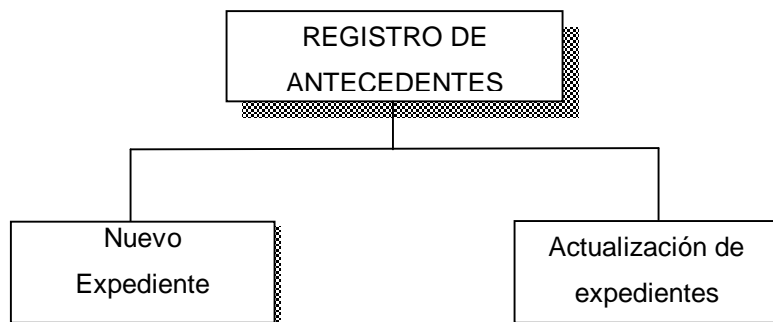 REGISTRO DE
ANTECEDENTES
Nuevo
Expediente
Actualización de
expedientes